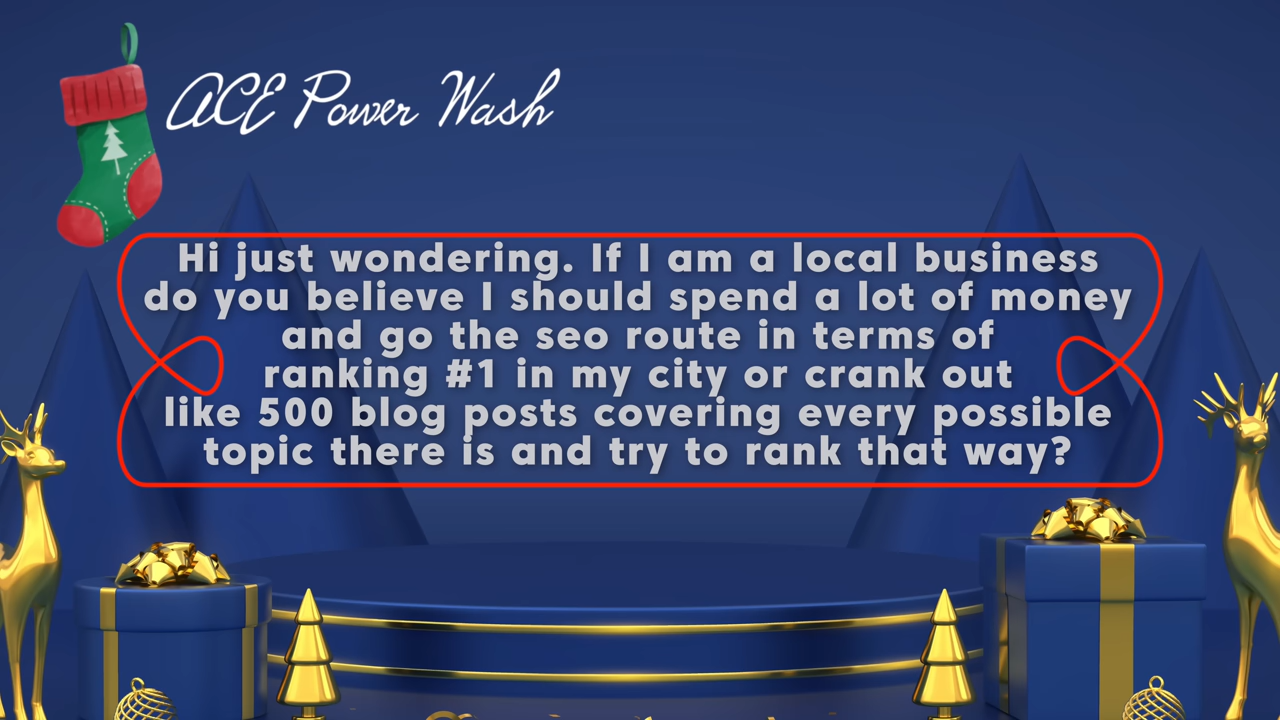 ACE Power Wash
Hi just wondering. If I am a local business
do you believe I should spend a lot of money
and go the seo route in terms of
ranking #1 in my city or crank out
like 500 blog posts covering every possible
topic there is and try to rank that way?